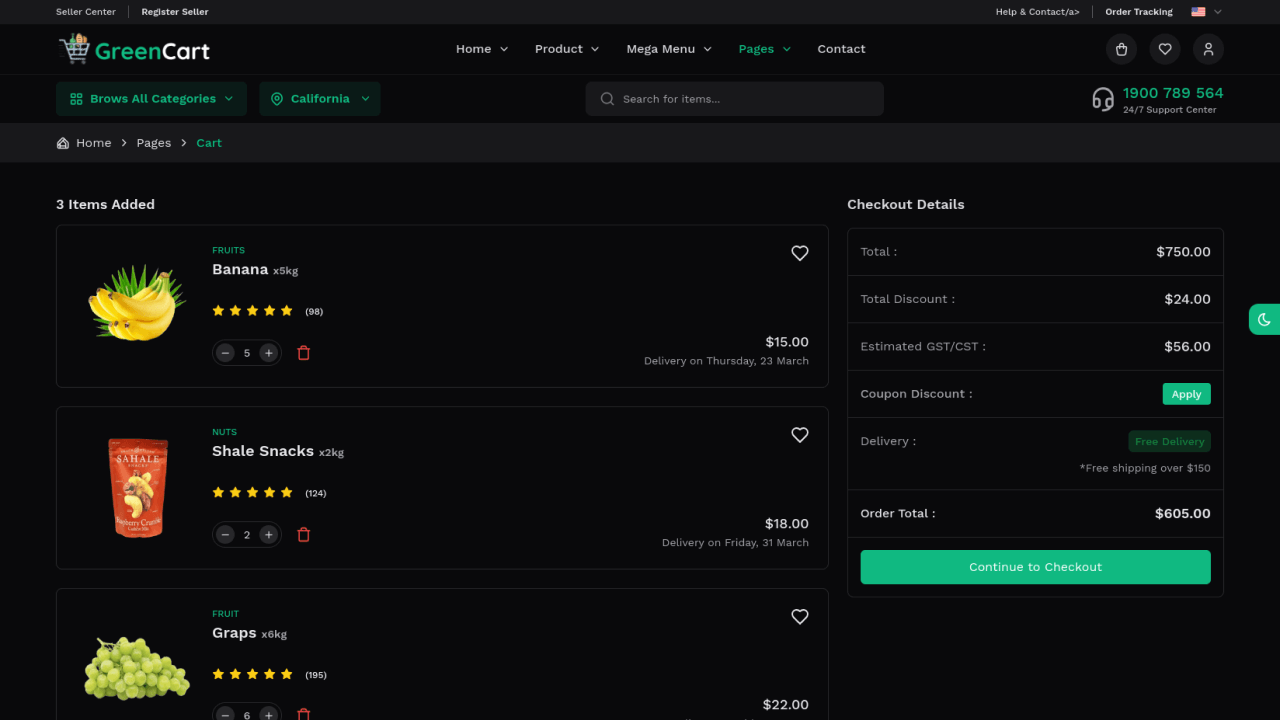 Seller Center
Register Seller
Help & Contact/a>
Order Tracking
GreenCart
Home
Product
Mega Menu
Pages
Contact
Brows All Categories
California
Search for items...
1900 789 564
24/7 Support Center
Home
Pages
Cart
3 Items Added
FRUITS
Banana x5kg
(98)
5
$15.00
Delivery on Thursday, 23 March
SAHALE
SNACKS
NUTS
Shale Snacks x2kg
(124)
2
$18.00
Delivery on Friday, 31 March
FRUIT
Graps x6kg
(195)
6
$22.00
Checkout Details
Total :
$750.00
Total Discount :
$24.00
Estimated GST/CST :
$56.00
Coupon Discount :
Apply
Delivery :
Free Delivery
*Free shipping over $150
Order Total :
$605.00
Continue to Checkout